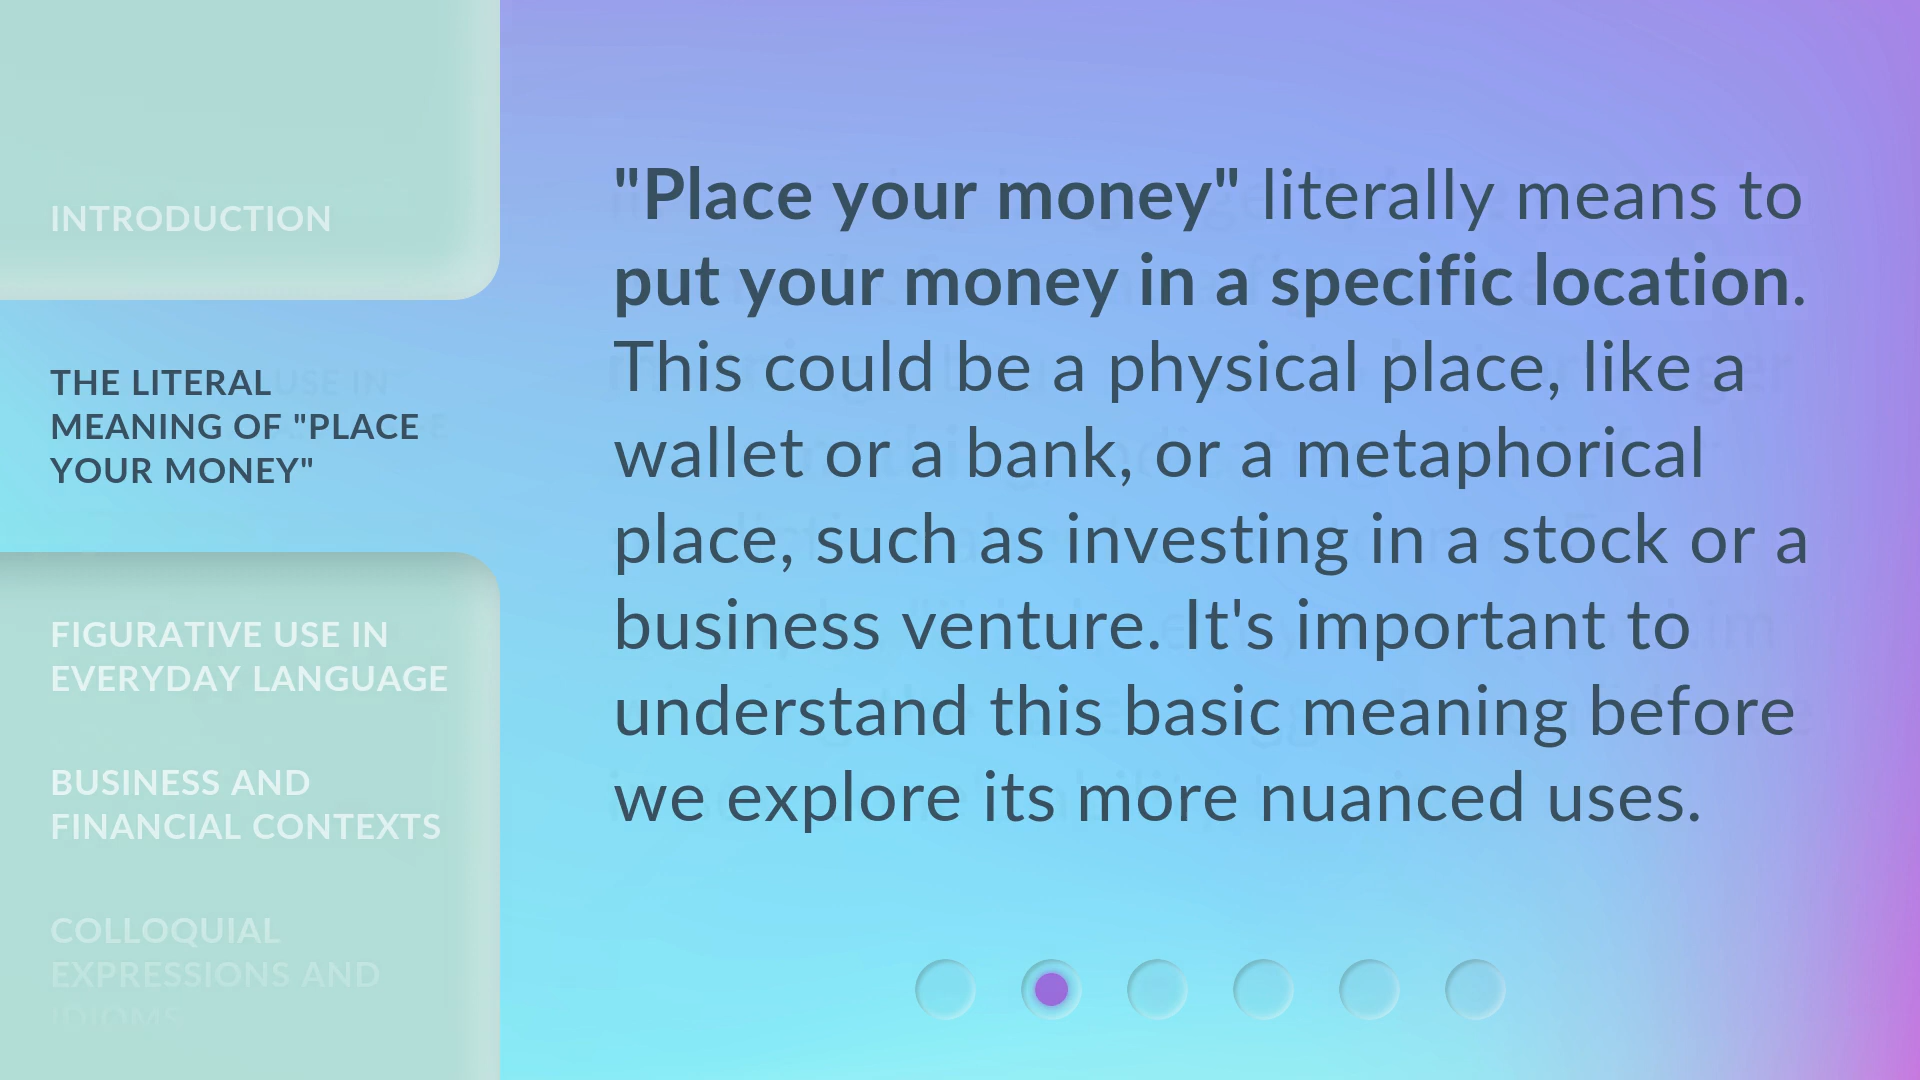 INTRODUCTION
THE LITERAL
MEANING OF "PLACE
YOUR MONEY"
FIGURATIVE USE IN
EVERYDAY LANGUAGE
BUSINESS AND
FINANCIAL CONTEXTS
COLLOQUIAL
EXPRESSIONS AND
IDIOMS
"Place your money" literally means to
put your money in a specific location.
This could be a physical place, like a
wallet or a bank, or a metaphorical
place, such as investing in a stock or a
business venture. It's important to
understand this basic meaning before
we explore its more nuanced uses.